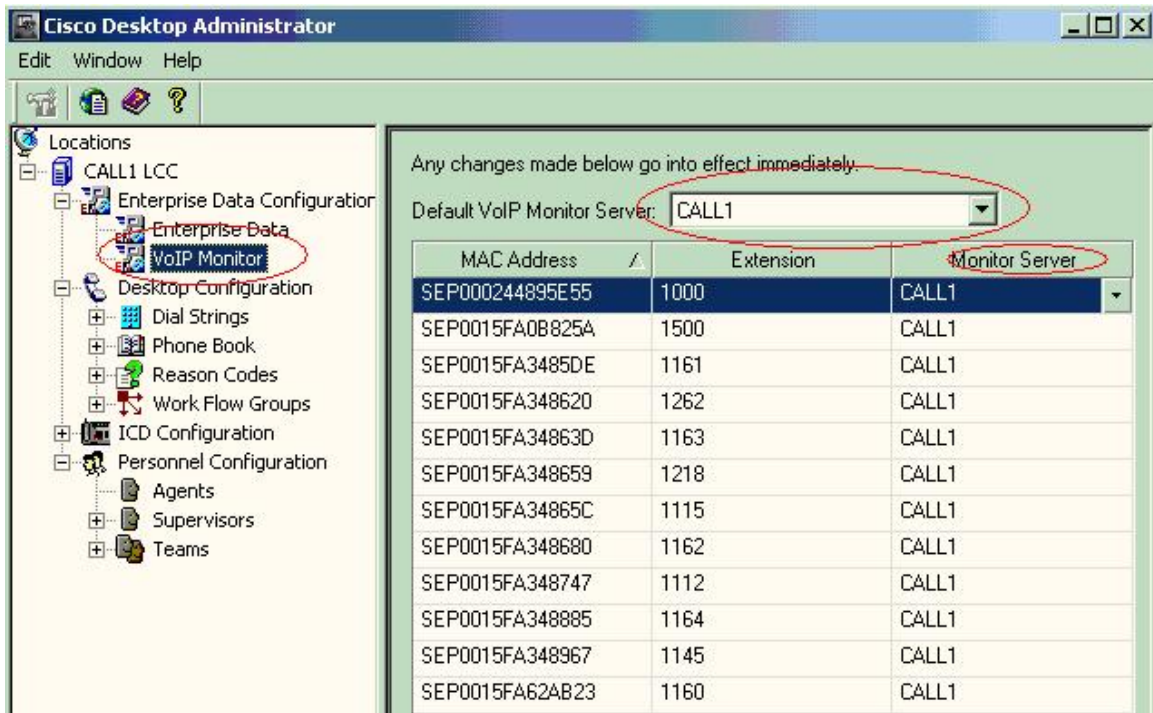 Cisco Desktop Administrator
Edit Window Help
Locations
CALL1 LCC
Enterprise Data Configuration
Enterprise Data
VoIP Monitor
Desktop Configuration
Dial Strings
Phone Book
Reason Codes
Work Flow Groups
ICD Configuration
Personnel Configuration
Agents
Supervisors
Teams
Any changes made below go into effect immediately.
Default VoIP Monitor Server: CALL1
MAC Address Extension Monitor Server
SEP000244895E55 1000 CALL1
SEP0015FA0B825A 1500 CALL1
SEP0015FA3485DE 1161 CALL1
SEP0015FA348620 1262 CALL1
SEP0015FA34863D 1163 CALL1
SEP0015FA348659 1218 CALL1
SEP0015FA34865C 1115 CALL1
SEP0015FA348680 1162 CALL1
SEP0015FA348747 1112 CALL1
SEP0015FA348885 1164 CALL1
SEP0015FA348967 1145 CALL1
SEP0015FA62AB23 1160 CALL1